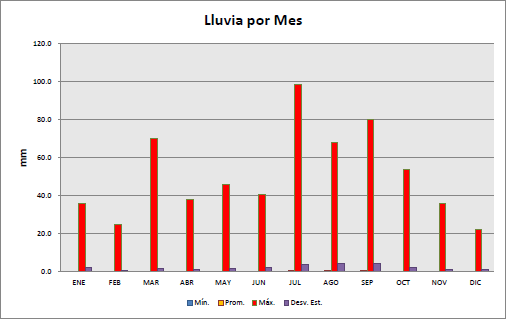 Lluvia por Mes
120.0
100.0
80.0
60.0
40.0
20.0
0.0
mm
ENE FEB MAR ABR MAY JUN JUL AGO SEP OCT NOV DIC
Mín. Prom. Máx. Desv. Est.